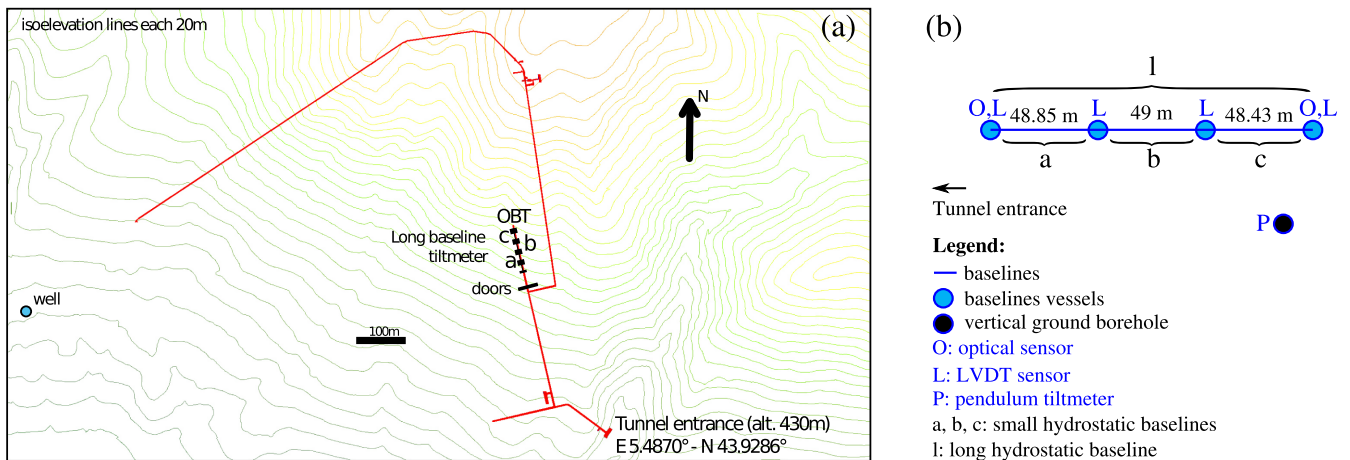 isoelevation lines each 20m
(a)
N
OBT
c
b
a
Long baseline
tiltmeter
doors
well
100m
Tunnel entrance (alt. 430m)
E 5.4870° - N 43.9286°
(b)
l
O,L L L O,L
48.85 m 49 m 48.43 m
a b c
Tunnel entrance
P
Legend:
baselines
baselines vessels
vertical ground borehole
O: optical sensor
L: LVDT sensor
P: pendulum tiltmeter
a, b, c: small hydrostatic baselines
l: long hydrostatic baseline